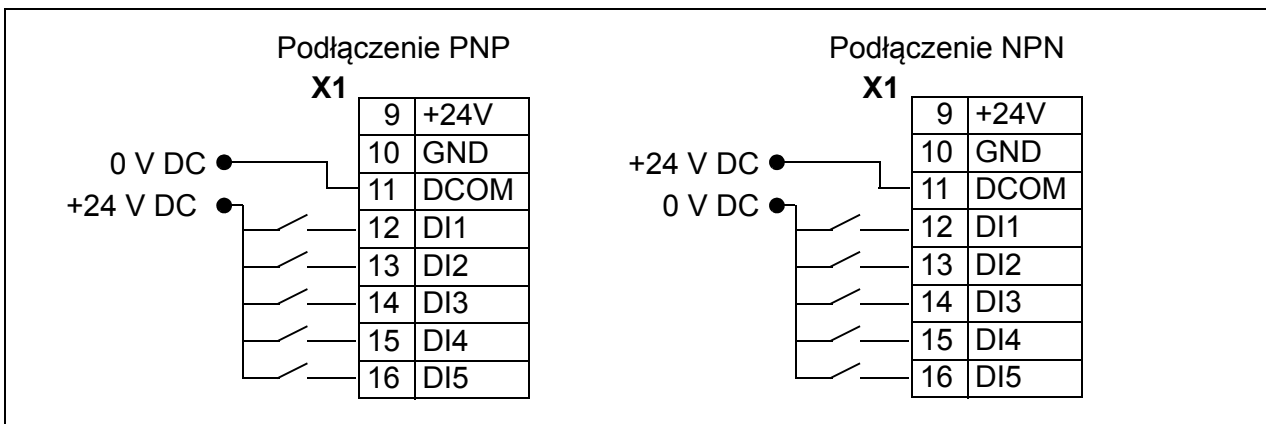 Podłączenie PNP
X1
9 +24V
10 GND
0 V DC
11 DCOM
+24 V DC
12 DI1
13 DI2
14 DI3
15 DI4
16 DI5
Podłączenie NPN
X1
9 +24V
10 GND
+24 V DC
11 DCOM
0 V DC
12 DI1
13 DI2
14 DI3
15 DI4
16 DI5